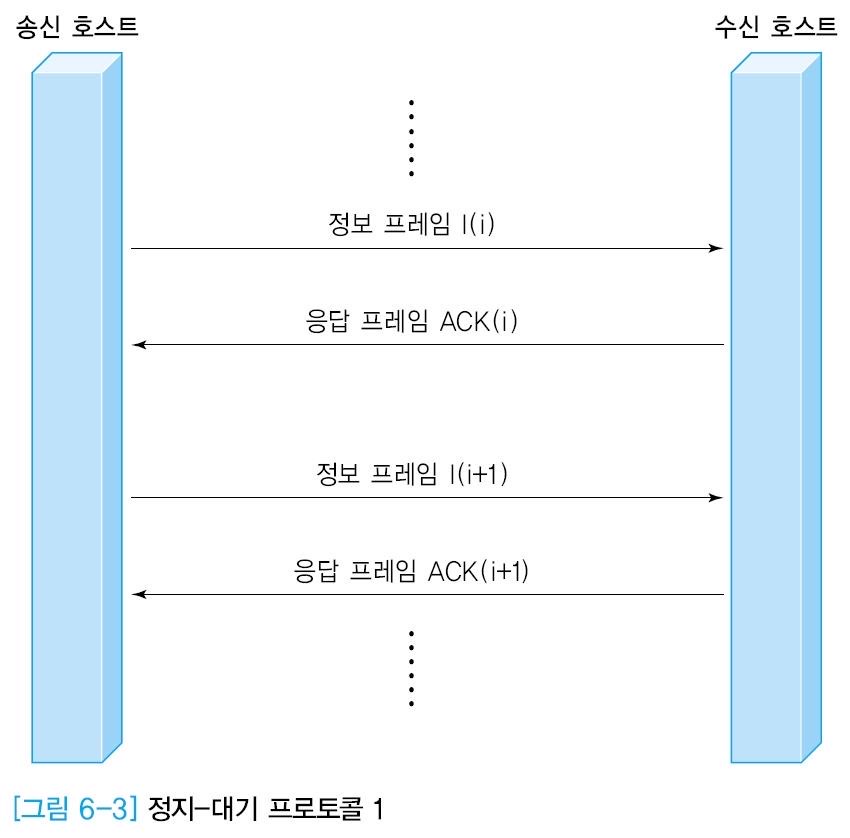 송신 호스트
수신 호스트
정보 프레임 I(i)
응답 프레임 ACK(i)
정보 프레임 I(i+1)
응답 프레임 ACK(i+1)
[그림 6-3] 정지-대기 프로토콜 1